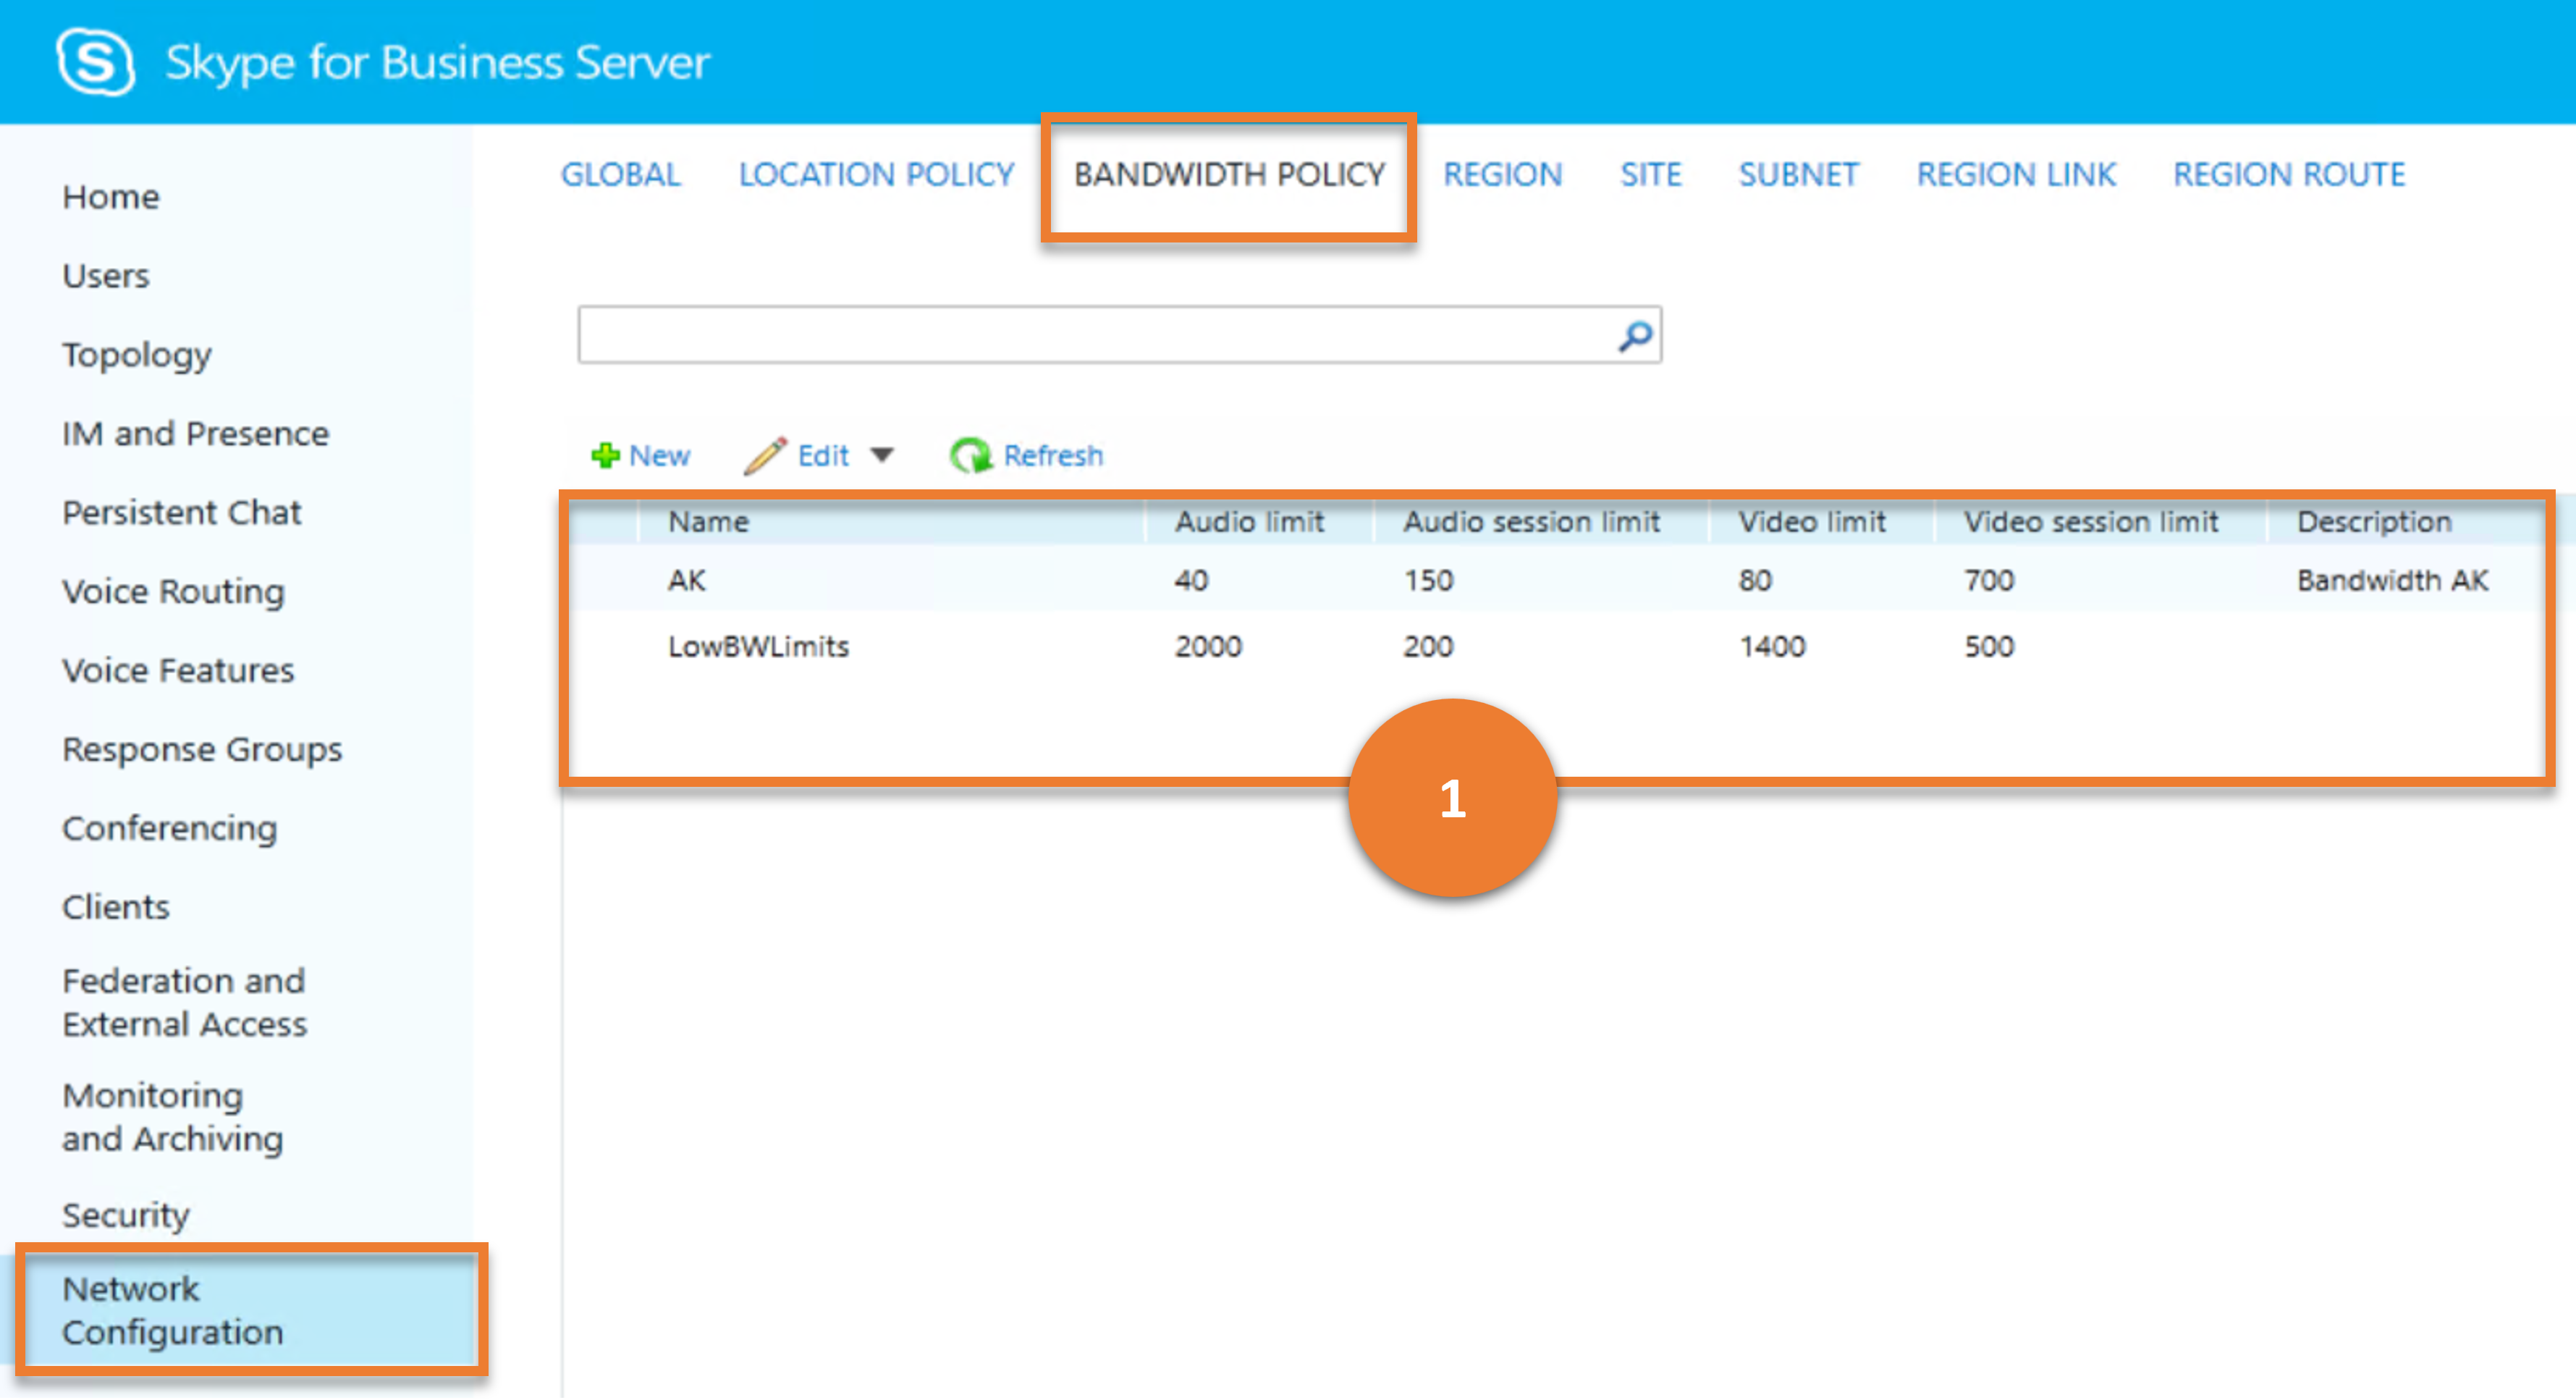 Skype for Business Server
GLOBAL LOCATION POLICY BANDWIDTH POLICY REGION SITE SUBNET REGION LINK REGION ROUTE
Home
Users
Topology
IM and Presence
Persistent Chat
Voice Routing
Voice Features
Response Groups
Conferencing
Clients
Federation and
External Access
Monitoring
and Archiving
Security
Network
Configuration
New Edit Refresh
Name Audio limit Audio session limit Video limit Video session limit Description
AK 40 150 80 700 Bandwidth AK
LowBWLimits 2000 200 1400 500
1